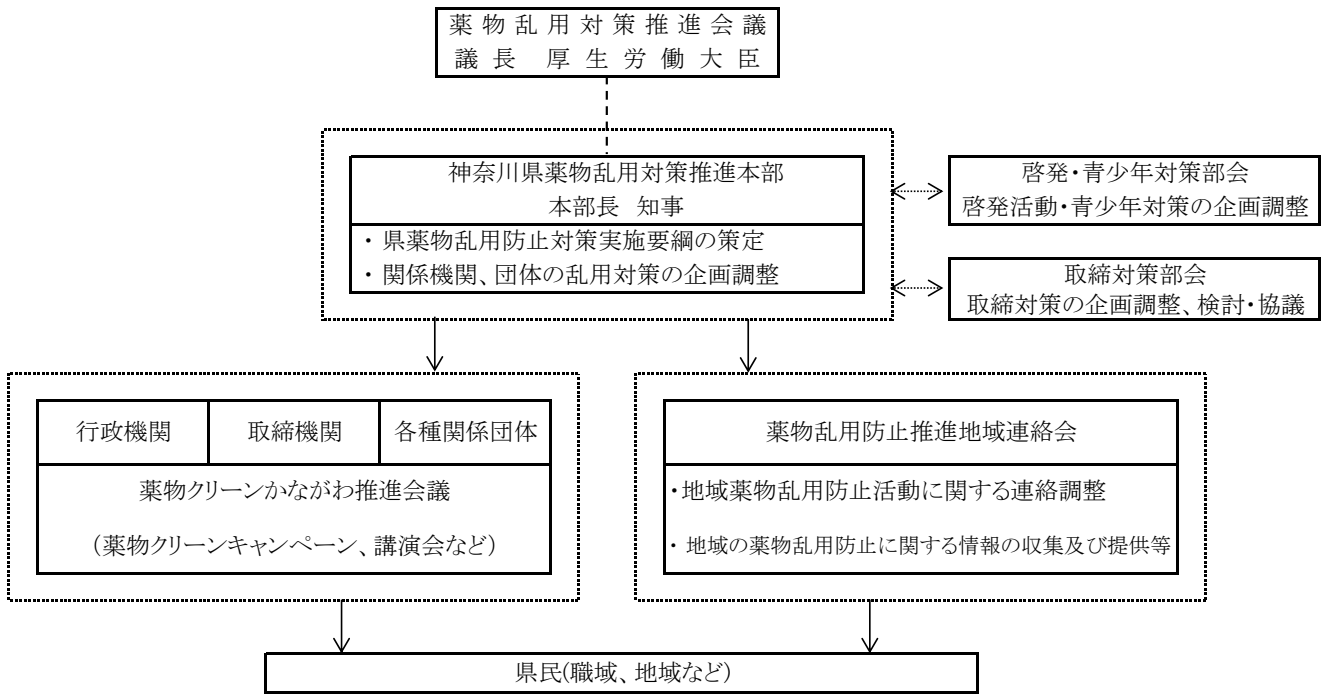 薬物乱用対策推進会議
議長 厚生労働大臣
神奈川県薬物乱用対策推進本部
本部長 知事
・県薬物乱用防止対策実施要綱の策定
・関係機関、団体の乱用対策の企画調整
啓発・青少年対策部会
啓発活動・青少年対策の企画調整
取締対策部会
取締対策の企画調整、検討・協議
行政機関
取締機関
各種関係団体
薬物クリーンかながわ推進会議
(薬物クリーンキャンペーン、講演会など)
薬物乱用防止推進地域連絡会
・地域薬物乱用防止活動に関する連絡調整
・地域の薬物乱用防止に関する情報の収集及び提供等
県民(職域、地域など)